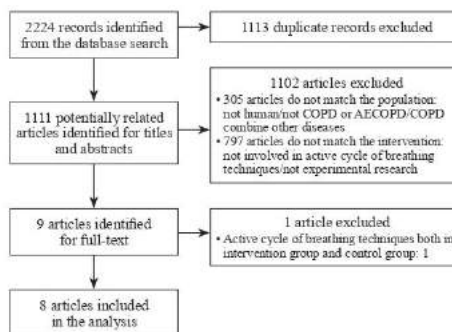 2224 records identified
from the database search
1113 duplicate records excluded
1102 articles excluded
• 305 articles do not match the population:
not human/not COPD or AECOPD/COPD
combine other diseases
• 797 articles do not match the intervention:
not involved in active cycle of breathing
techniques/not experimental research
1111 potentially related
articles identified for titles
and abstracts
9 articles identified
for full-text
1 article excluded
• Active cycle of breathing techniques both in
intervention group and control group: 1
8 articles included
in the analysis